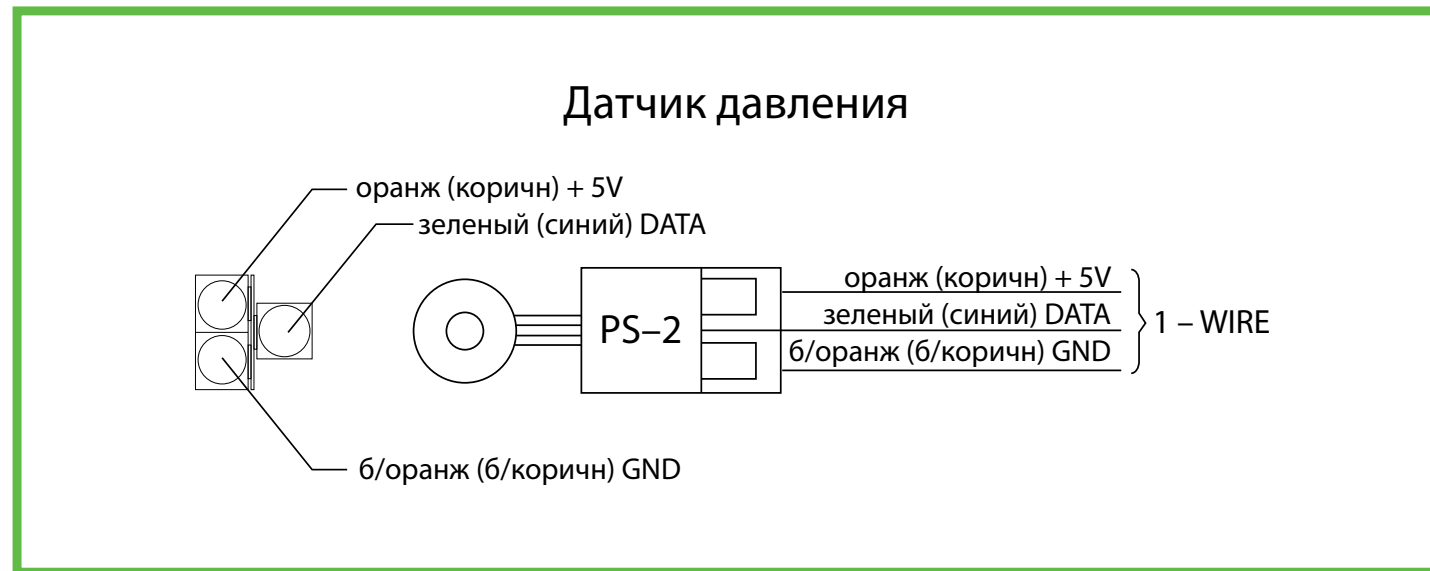 Датчик давления
оранж (коричн) + 5V
зеленый (синий) DATA
PS–2
оранж (коричн) + 5V
зеленый (синий) DATA
б/оранж (б/коричн) GND
1 – WIRE
б/оранж (б/коричн) GND